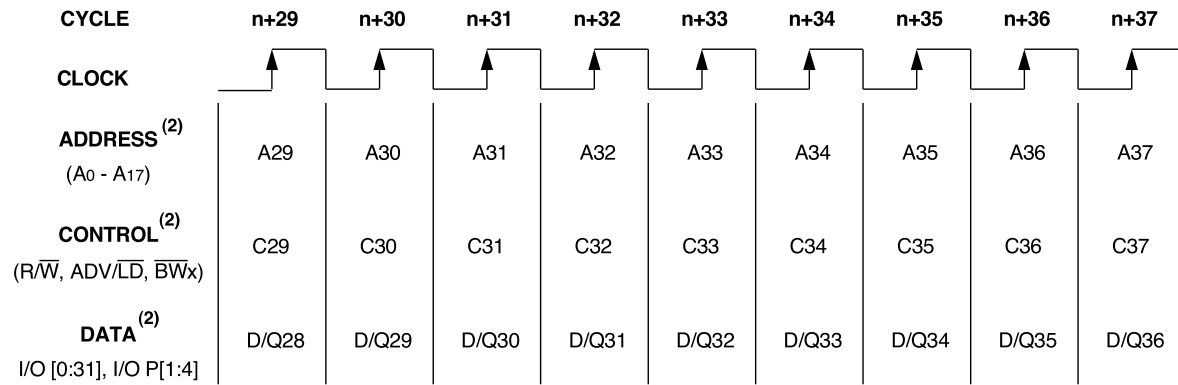 CYCLE n+29 n+30 n+31 n+32 n+33 n+34 n+35 n+36 n+37
CLOCK
ADDRESS(2) A29 A30 A31 A32 A33 A34 A35 A36 A37
(A0 - A17)
CONTROL(2) C29 C30 C31 C32 C33 C34 C35 C36 C37
(R/W̅, ADV/L̅D̅, B̅W̅x)
DATA(2) D/Q28 D/Q29 D/Q30 D/Q31 D/Q32 D/Q33 D/Q34 D/Q35 D/Q36
I/O [0:31], I/O P[1:4]